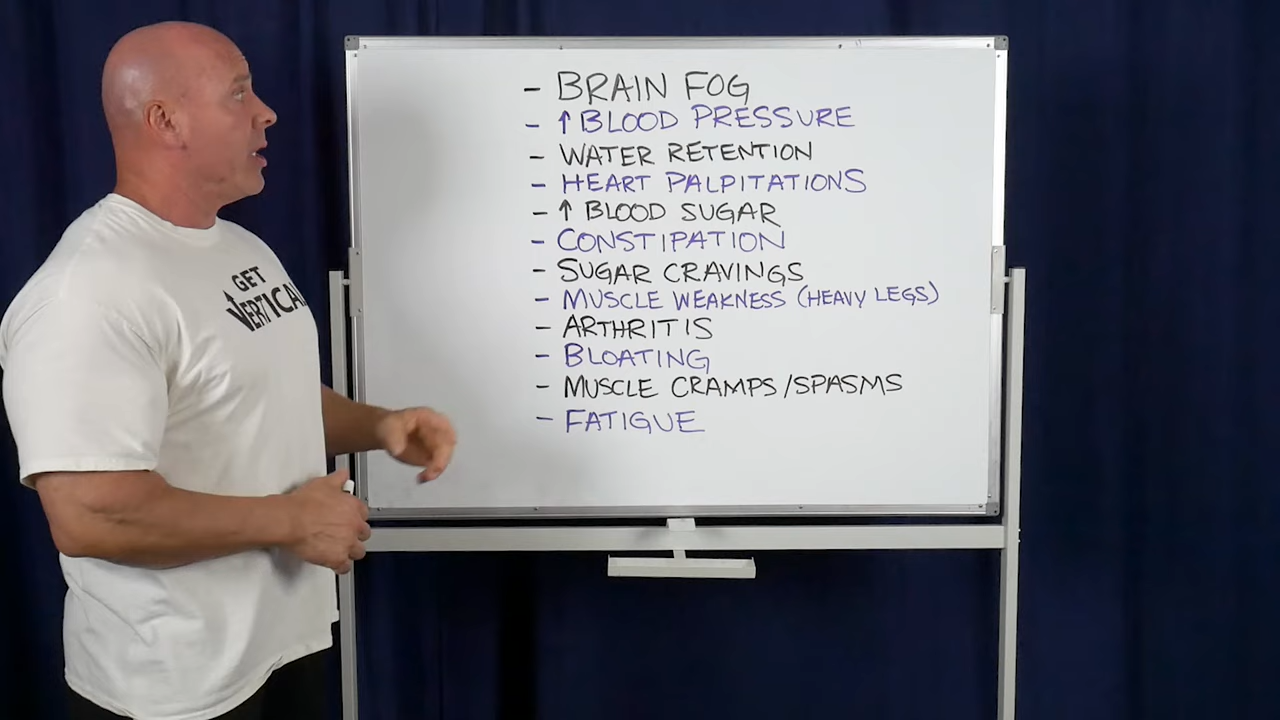 GET
VERTICAL
- BRAIN FOG
- ↑ BLOOD PRESSURE
- WATER RETENTION
- HEART PALPITATIONS
- ↑ BLOOD SUGAR
- CONSTIPATION
- SUGAR CRAVINGS
- MUSCLE WEAKNESS (HEAVY LEGS)
- ARTHRITIS
- BLOATING
- MUSCLE CRAMPS/SPASMS
- FATIGUE